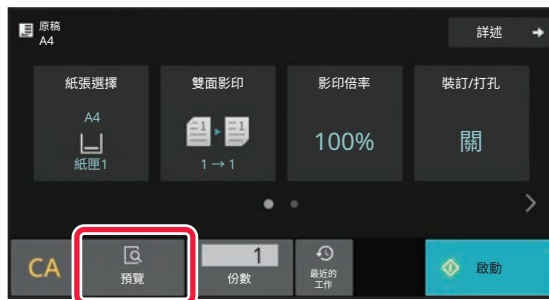 原稿
A4
詳述
紙張選擇
A4
紙匣1
雙面影印
1
1
1→1
影印倍率
100%
裝訂/打孔
關
CA
預覽
1
份數
最近的
工作
啟動